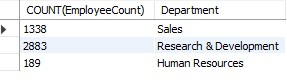 COUNT(EmployeeCount) Department
1338 Sales
2883 Research & Development
189 Human Resources